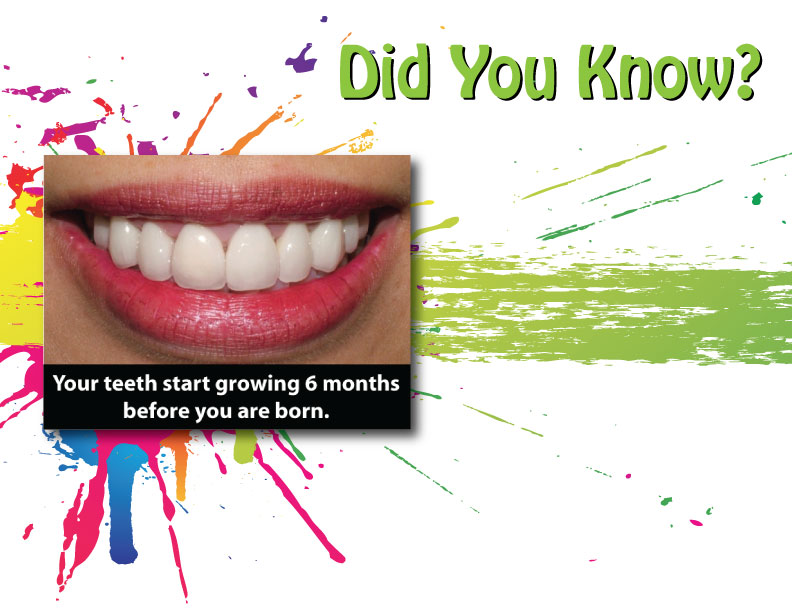 Did You Know?
Your teeth start growing 6 months
before you are born.